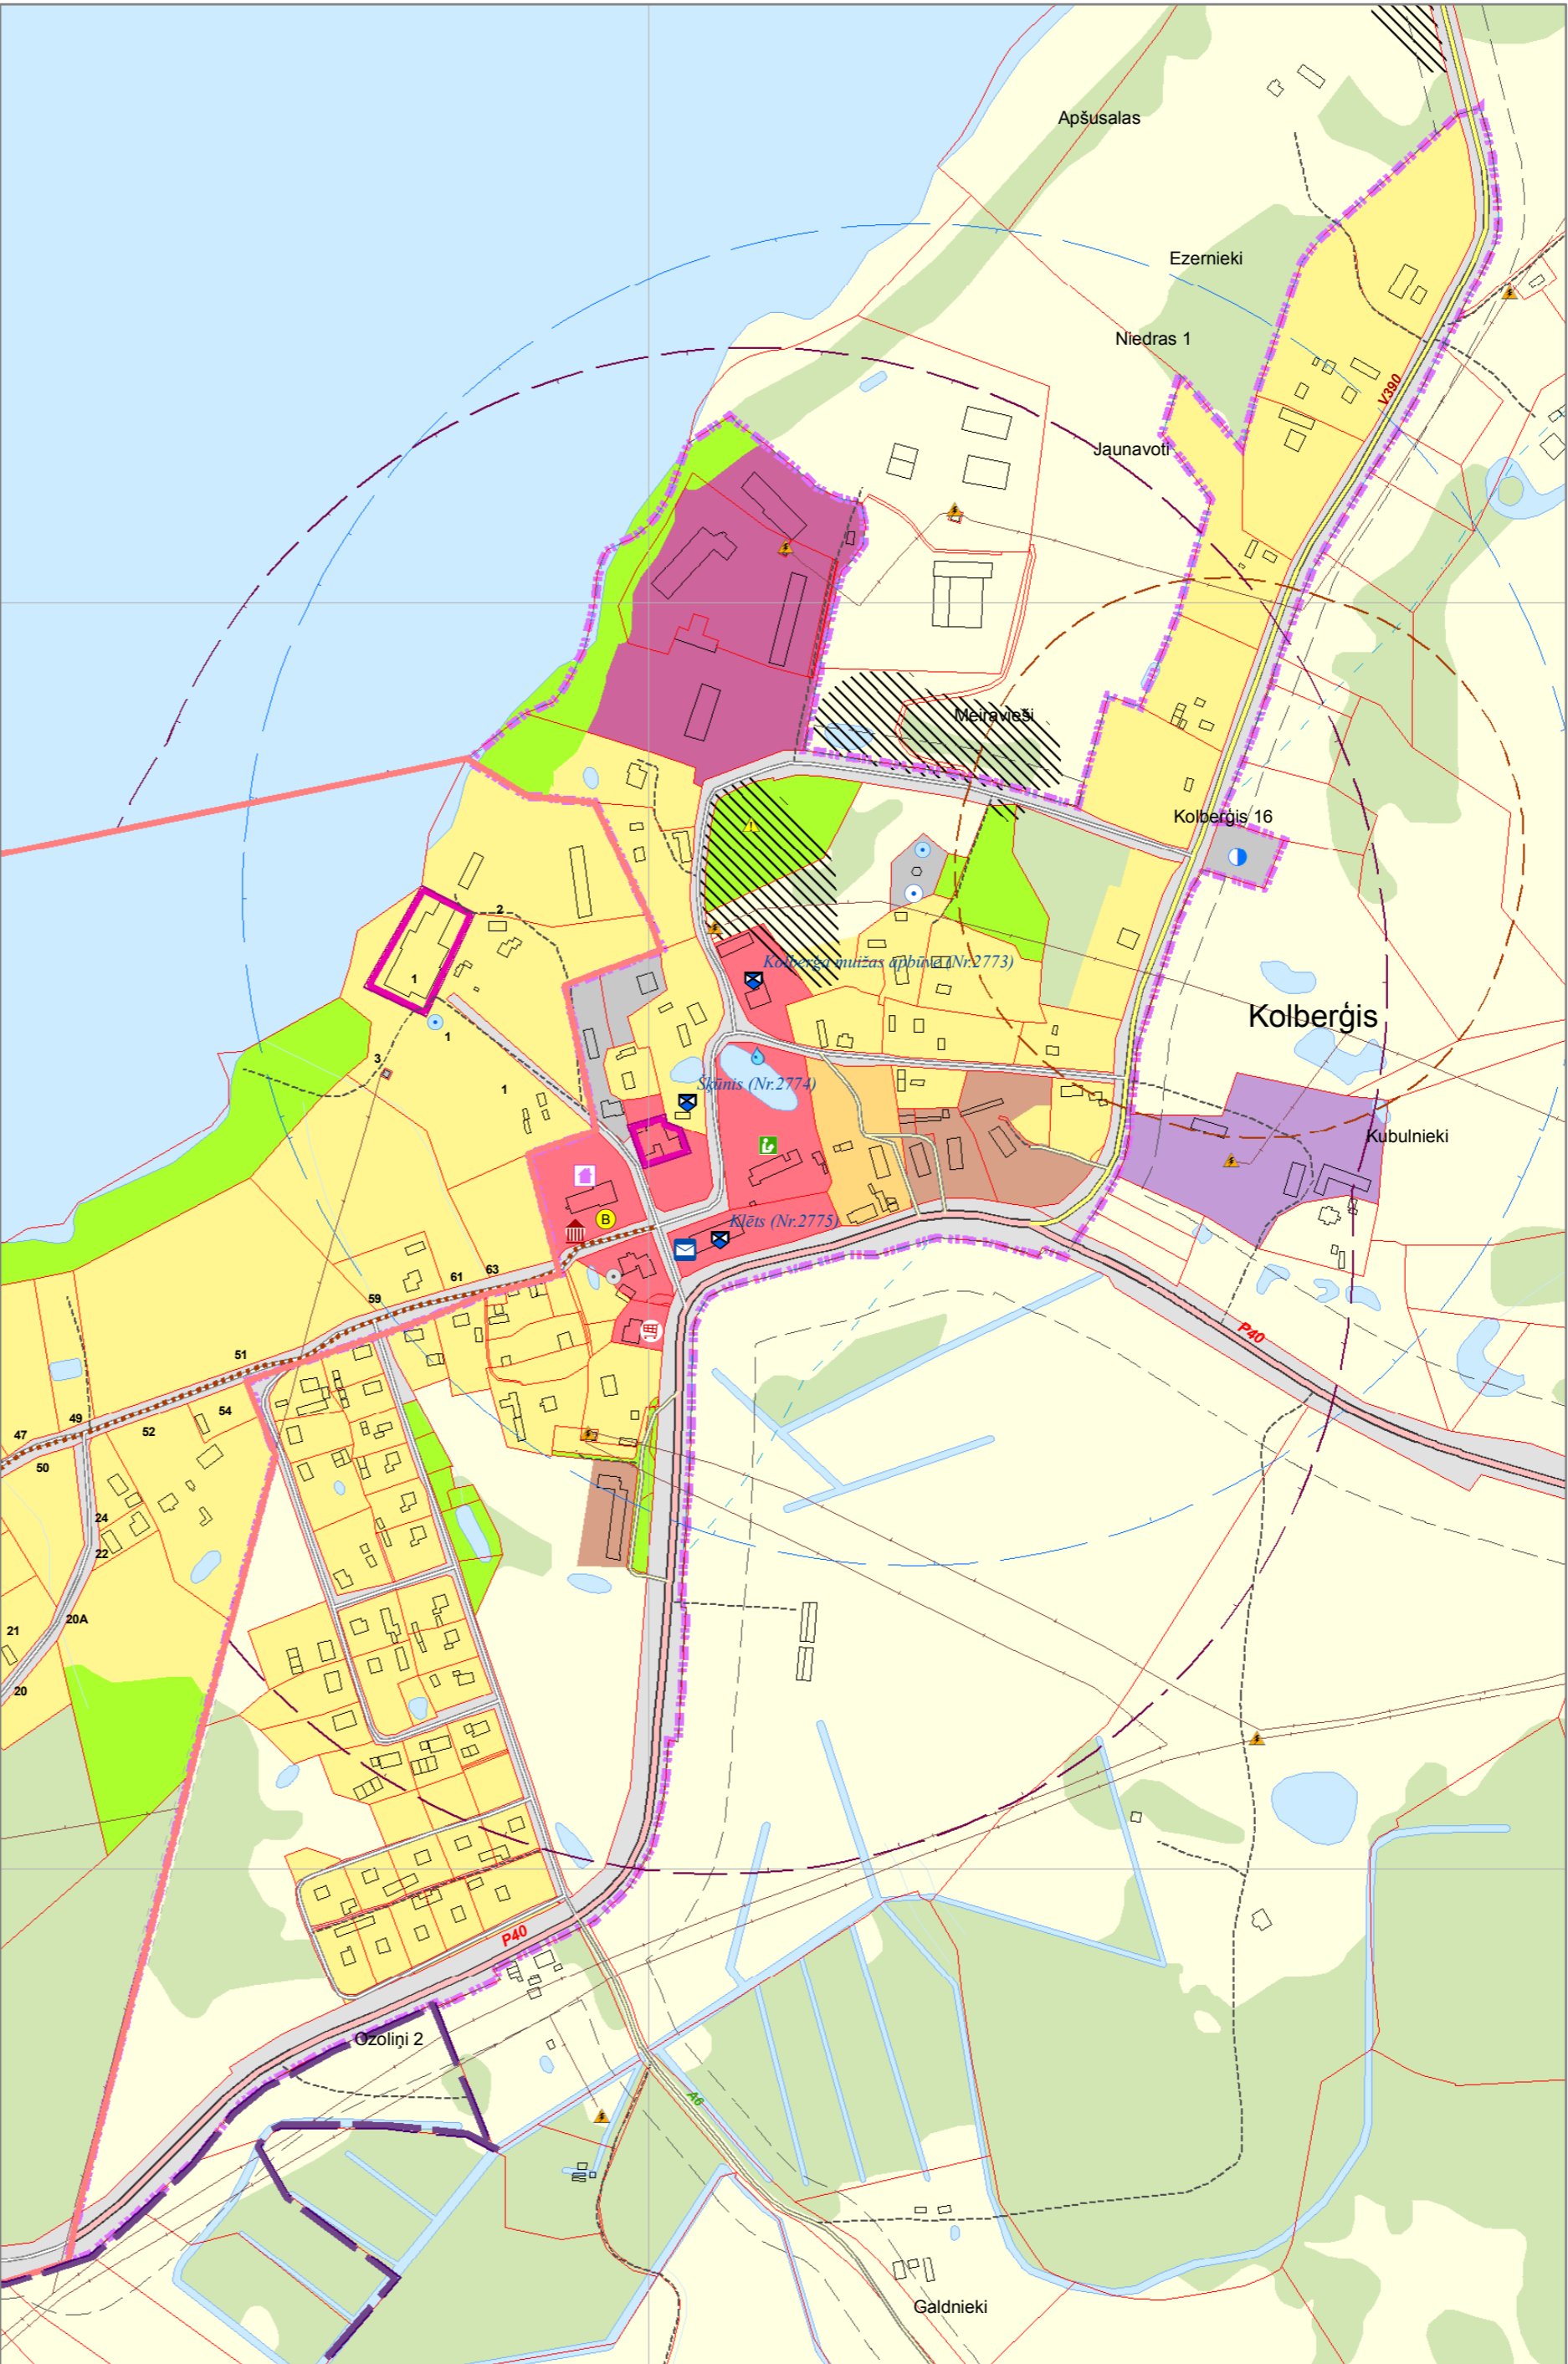 Apšusalas
Ezernieki
Niedras 1
V390
Jaunavoti
Meiravieši
Kolberģis 16
2
Kolberģa muižas apbūve (Nr.2773)
1
Kolberģis
1
3
Šķūnis (Nr.2774)
1
Kubulnieki
B
Klēts (Nr.2775)
63
61
59
P40
51
54
49
52
47
50
24
22
20A
21
20
P40
Ozoliņi 2
A6
Galdnieki